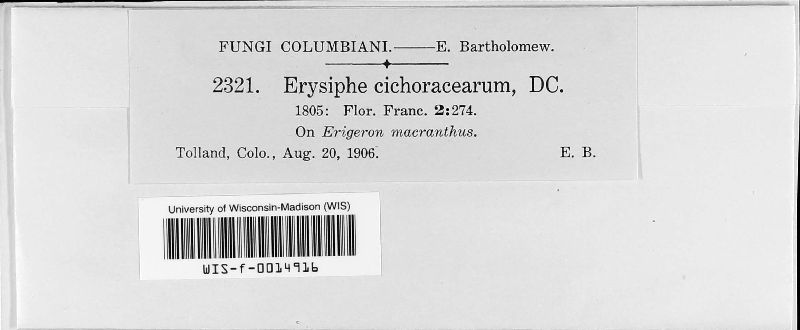 FUNGI COLUMBIANI.——E. Bartholomew.
2321. Erysiphe cichoracearum, DC.
1805: Flor. Franc. 2:274.
On Erigeron macranthus.
Tolland, Colo., Aug. 20, 1906. E. B.
University of Wisconsin-Madison (WIS)
WIS-f-0014916